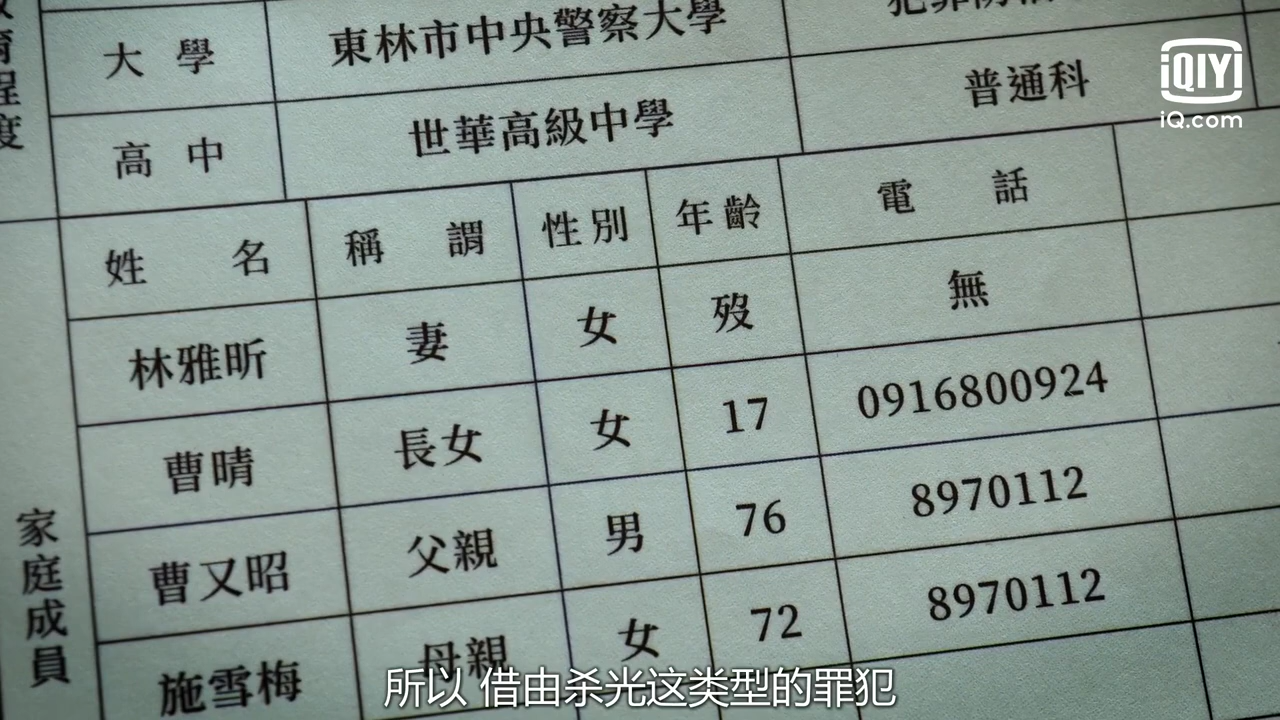 大學 東林市中央警察大學
高中 世華高級中學 普通科
姓名 稱謂 性別 年齡 電話
林雅昕 妻 女 歿 無
曹晴 長女 女 17 0916800924
曹又昭 父親 男 76 8970112
施雪梅 母親 女 72 8970112
家庭成員
iQIYI
iQ.com
所以 借由杀光这类型的罪犯